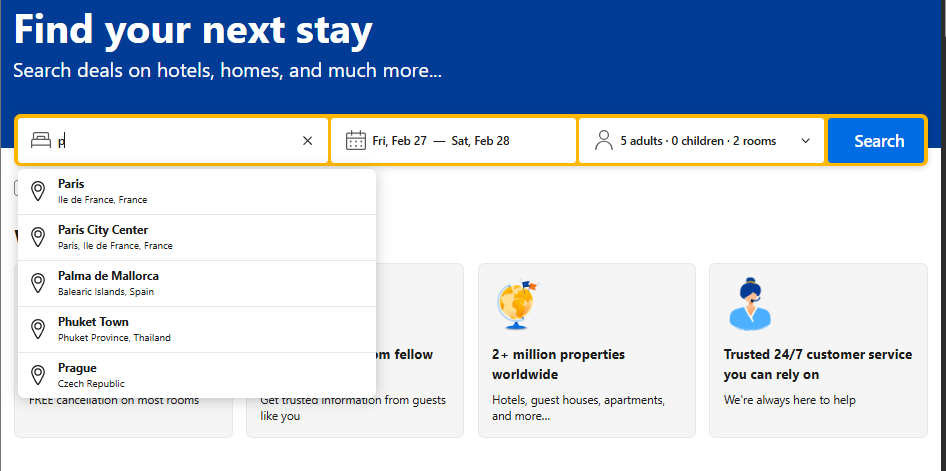 Find your next stay
Search deals on hotels, homes, and much more...
p
Fri, Feb 27 — Sat, Feb 28
5 adults · 0 children · 2 rooms
Search
Paris
Ile de France, France
Paris City Center
Paris, Ile de France, France
Palma de Mallorca
Balearic Islands, Spain
Phuket Town
Phuket Province, Thailand
Prague
Czech Republic
FREE cancellation on most rooms
fellow
Get trusted information from guests
like you
2+ million properties
worldwide
Hotels, guest houses, apartments,
and more...
Trusted 24/7 customer service
you can rely on
We're always here to help